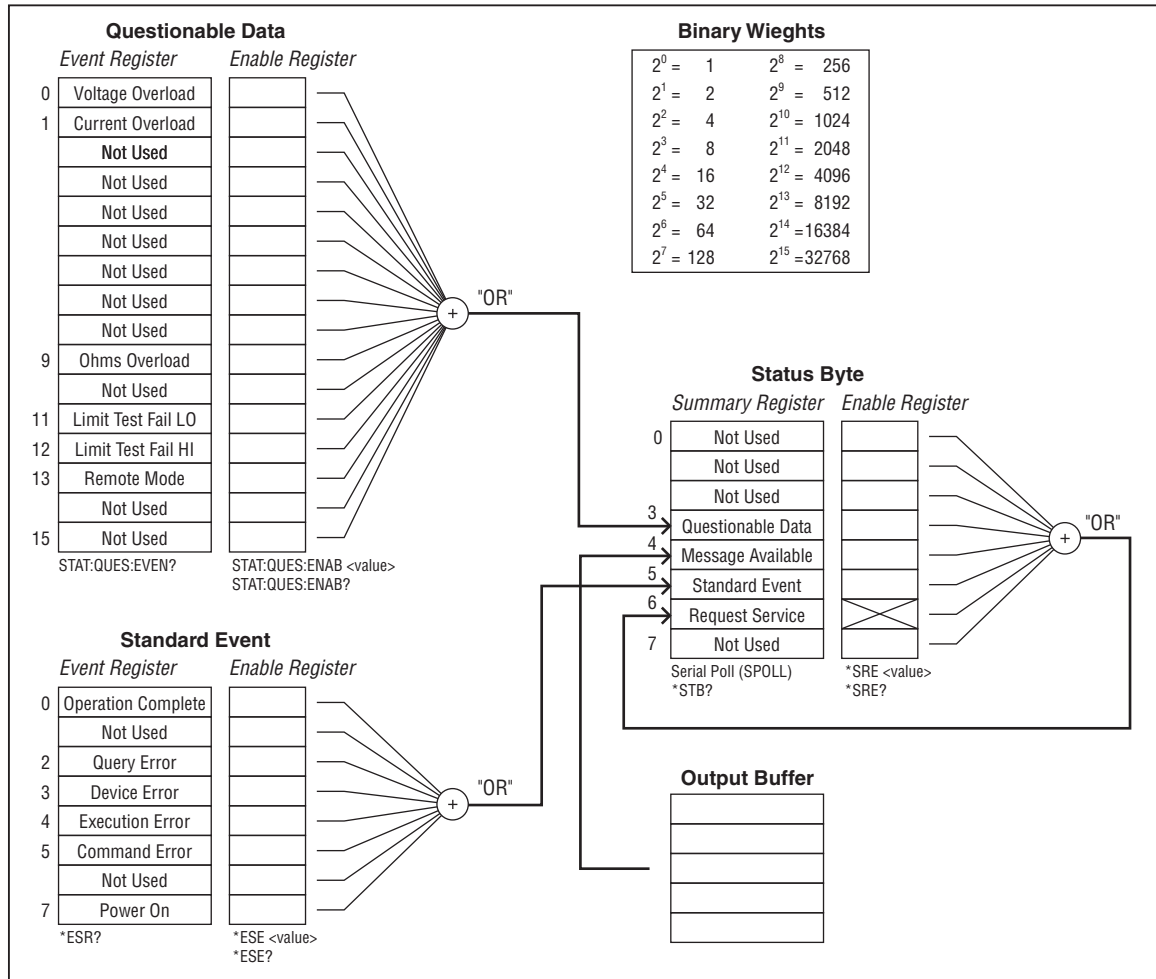 Questionable Data
Event Register Enable Register
0 Voltage Overload
1 Current Overload
Not Used
Not Used
Not Used
Not Used
Not Used
Not Used
Not Used
9 Ohms Overload
Not Used
11 Limit Test Fail LO
12 Limit Test Fail HI
13 Remote Mode
Not Used
15 Not Used
STAT:QUES:EVEN? STAT:QUES:ENAB <value>
STAT:QUES:ENAB?
+ "OR"
Binary Wieghts
2^0 = 1 2^8 = 256
2^1 = 2 2^9 = 512
2^2 = 4 2^10 = 1024
2^3 = 8 2^11 = 2048
2^4 = 16 2^12 = 4096
2^5 = 32 2^13 = 8192
2^6 = 64 2^14 =16384
2^7 = 128 2^15 =32768
Status Byte
Summary Register Enable Register
0 Not Used
Not Used
Not Used
3 Questionable Data
4 Message Available
5 Standard Event
6 Request Service
7 Not Used
Serial Poll (SPOLL) *SRE <value>
*STB? *SRE?
+ "OR"
Standard Event
Event Register Enable Register
0 Operation Complete
Not Used
2 Query Error
3 Device Error
4 Execution Error
5 Command Error
Not Used
7 Power On
*ESR? *ESE <value>
*ESE?
+ "OR"
Output Buffer